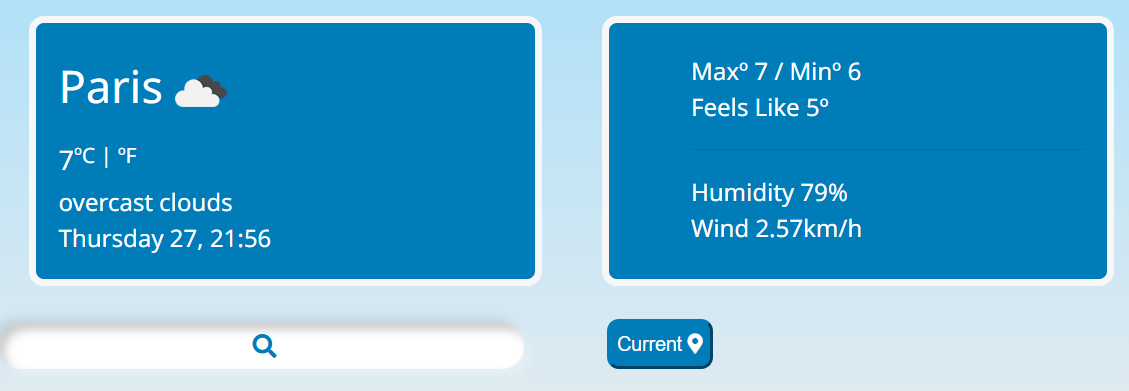 Paris
7ºC | ºF
overcast clouds
Thursday 27, 21:56
Maxº 7 / Minº 6
Feels Like 5º
Humidity 79%
Wind 2.57km/h
Current